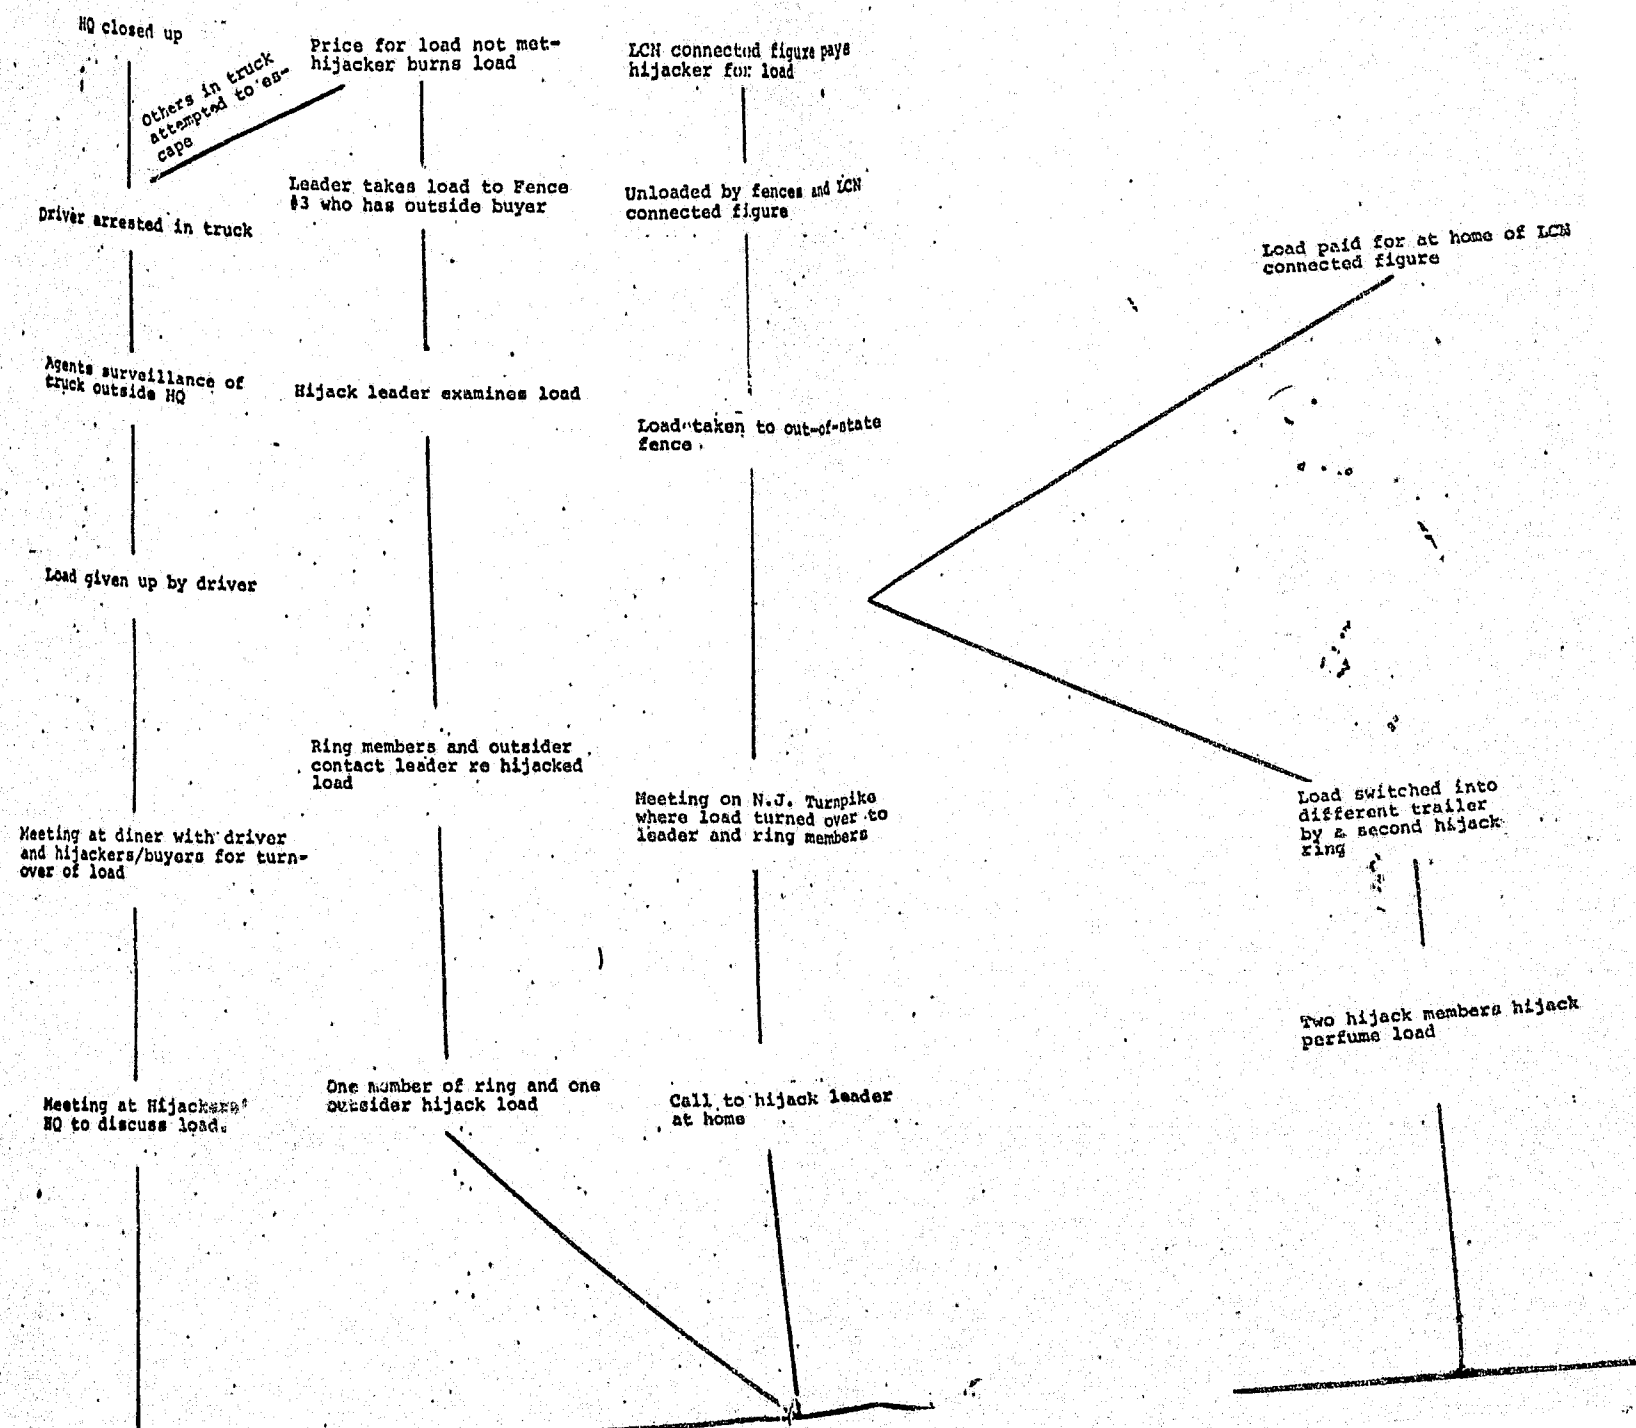 HQ closed up
Others in truck
attempted to es-
cape
Driver arrested in truck
Agents surveillance of
truck outside HQ
Load given up by driver
Meeting at diner with driver
and hijackers/buyers for turn-
over of load
Meeting at Hijackers'
HQ to discuss load.
Price for load not met-
hijacker burns load
Leader takes load to Fence
#3 who has outside buyer
Hijack leader examines load
Ring members and outsider
contact leader re hijacked
load
One member of ring and one
outsider hijack load
LCN connected figure pays
hijacker for load
Unloaded by fences and LCN
connected figure
Load taken to out-of-state
fence
Meeting on N.J. Turnpike
where load turned over to
leader and ring members
Call to hijack leader
at home
Load paid for at home of LCN
connected figure
Load switched into
different trailer
by a second hijack
ring
Two hijack members hijack
perfume load